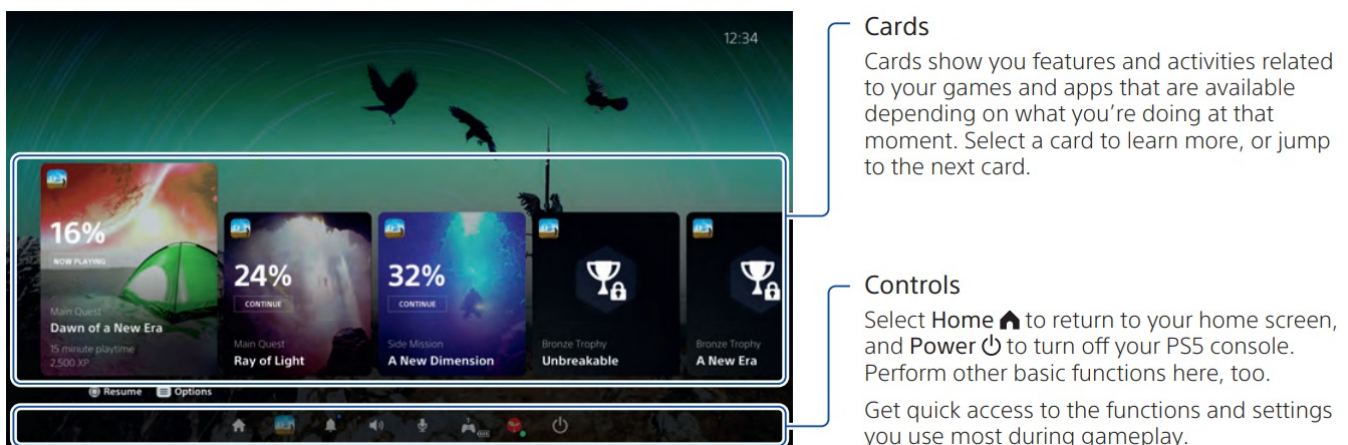 12:34
16%
NOW PLAYING
Main Quest
Dawn of a New Era
15 minute playtime
2,500 XP
24%
CONTINUE
Main Quest
Ray of Light
32%
CONTINUE
Side Mission
A New Dimension
Bronze Trophy
Unbreakable
Bronze Trophy
A New Era
Resume Options
Cards
Cards show you features and activities related
to your games and apps that are available
depending on what you’re doing at that
moment. Select a card to learn more, or jump
to the next card.
Controls
Select Home to return to your home screen,
and Power to turn off your PS5 console.
Perform other basic functions here, too.
Get quick access to the functions and settings
you use most during gameplay.